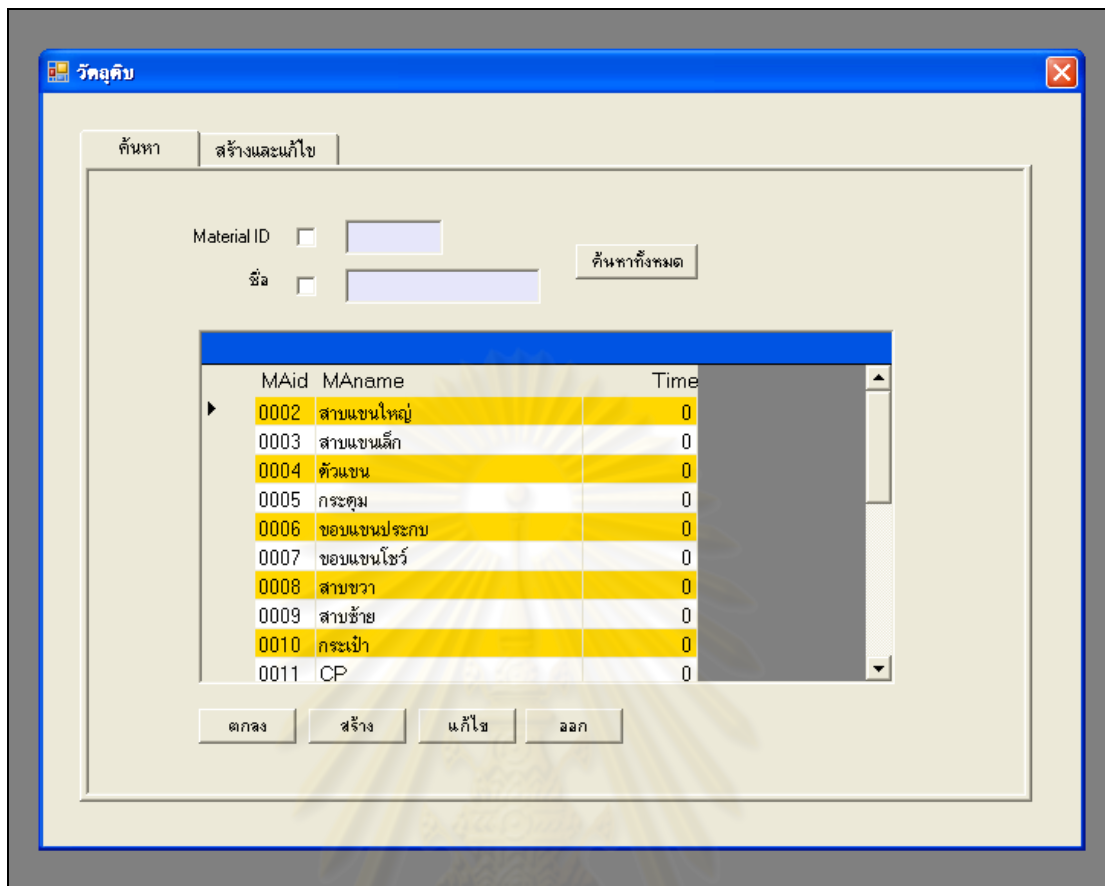 วัตถุดิบ
ค้นหา สร้างและแก้ไข
Material ID
ค้นหาทั้งหมด
ชื่อ
MAid MAname Time
0002 สาบแขนใหญ่ 0
0003 สาบแขนเล็ก 0
0004 ตัวแขน 0
0005 กระดุม 0
0006 ขอบแขนประกบ 0
0007 ขอบแขนโชว์ 0
0008 สาบขวา 0
0009 สาบซ้าย 0
0010 กระเป๋า 0
0011 CP 0
ตกลง สร้าง แก้ไข ออก